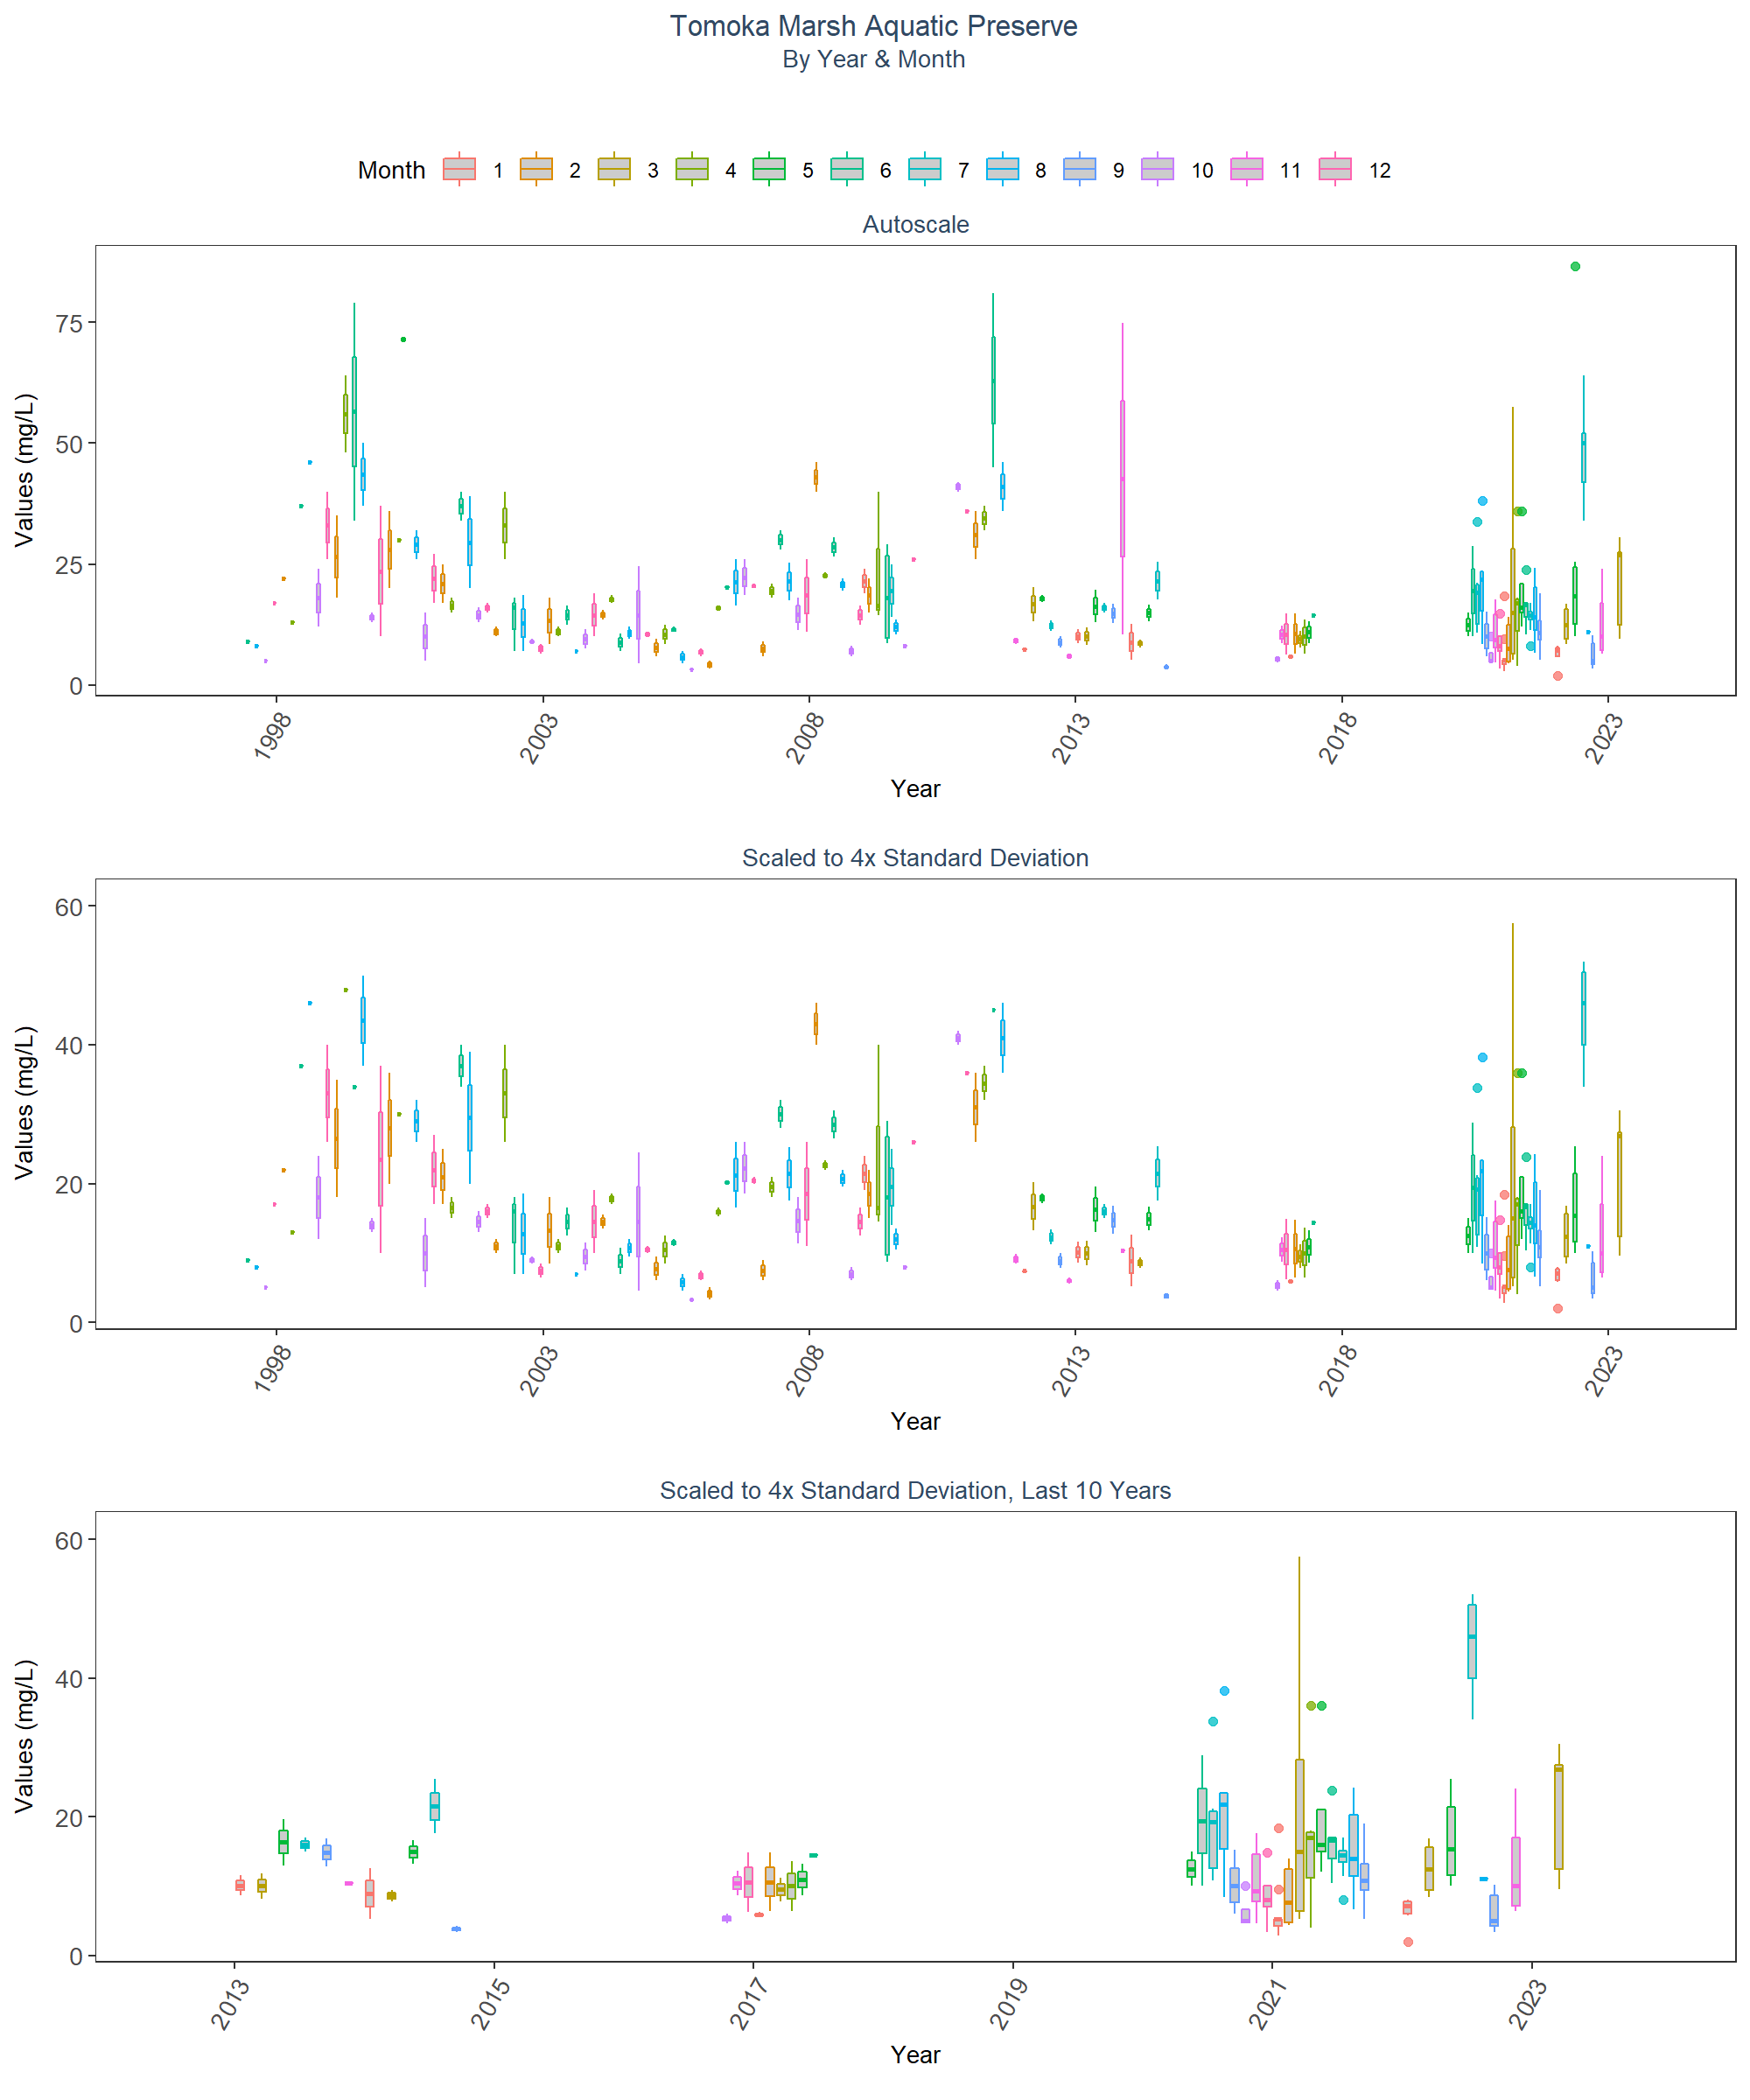 Tomoka Marsh Aquatic Preserve
By Year & Month
Month 1 2 3 4 5 6 7 8 9 10 11 12
Autoscale
Values (mg/L)
75
50
25
0
1998 2003 2008 2013 2018 2023
Year
Scaled to 4x Standard Deviation
Values (mg/L)
60
40
20
0
1998 2003 2008 2013 2018 2023
Year
Scaled to 4x Standard Deviation, Last 10 Years
Values (mg/L)
60
40
20
0
2013 2015 2017 2019 2021 2023
Year